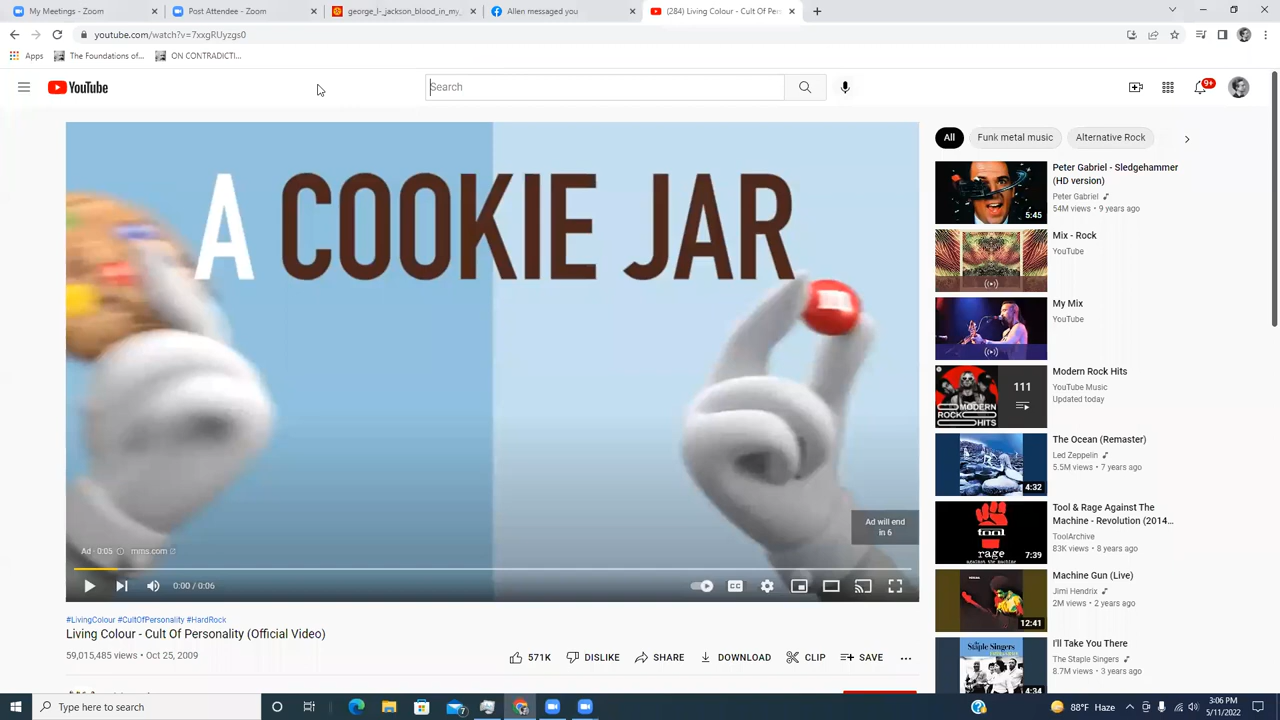 My Meetings - Zoom
Post Attendee - Zoom
george_l-_jackson_blood_in_my_
Allen messaged you
(284) Living Colour - Cult Of Pers
youtube.com/watch?v=7xxgRUyzgs0
Apps
The Foundations of...
ON CONTRADICTI...
YouTube
Search
9+
A COOKIE JAR
Ad will end
in 6
Ad · 0:05
mms.com
0:00 / 0:06
CC
#LivingColour #CultOfPersonality #HardRock
Living Colour - Cult Of Personality (Official Video)
59,015,485 views • Oct 25, 2009
571K
DISLIKE
SHARE
DOWNLOAD
CLIP
SAVE
All
Funk metal music
Alternative Rock
Peter Gabriel - Sledgehammer
(HD version)
Peter Gabriel
54M views • 9 years ago
5:45
Mix - Rock
YouTube
My Mix
YouTube
Modern Rock Hits
YouTube Music
Updated today
111
MODERN
ROCK
HITS
The Ocean (Remaster)
Led Zeppelin
5.5M views • 7 years ago
4:32
Tool & Rage Against The
Machine - Revolution (2014...
ToolArchive
83K views • 8 years ago
tool
rage
against the machine
7:39
Machine Gun (Live)
Jimi Hendrix
2M views • 2 years ago
12:41
I'll Take You There
The Staple Singers
8.7M views • 3 years ago
Staple Singers
4:34
Type here to search
88°F Haze
3:06 PM
5/11/2022